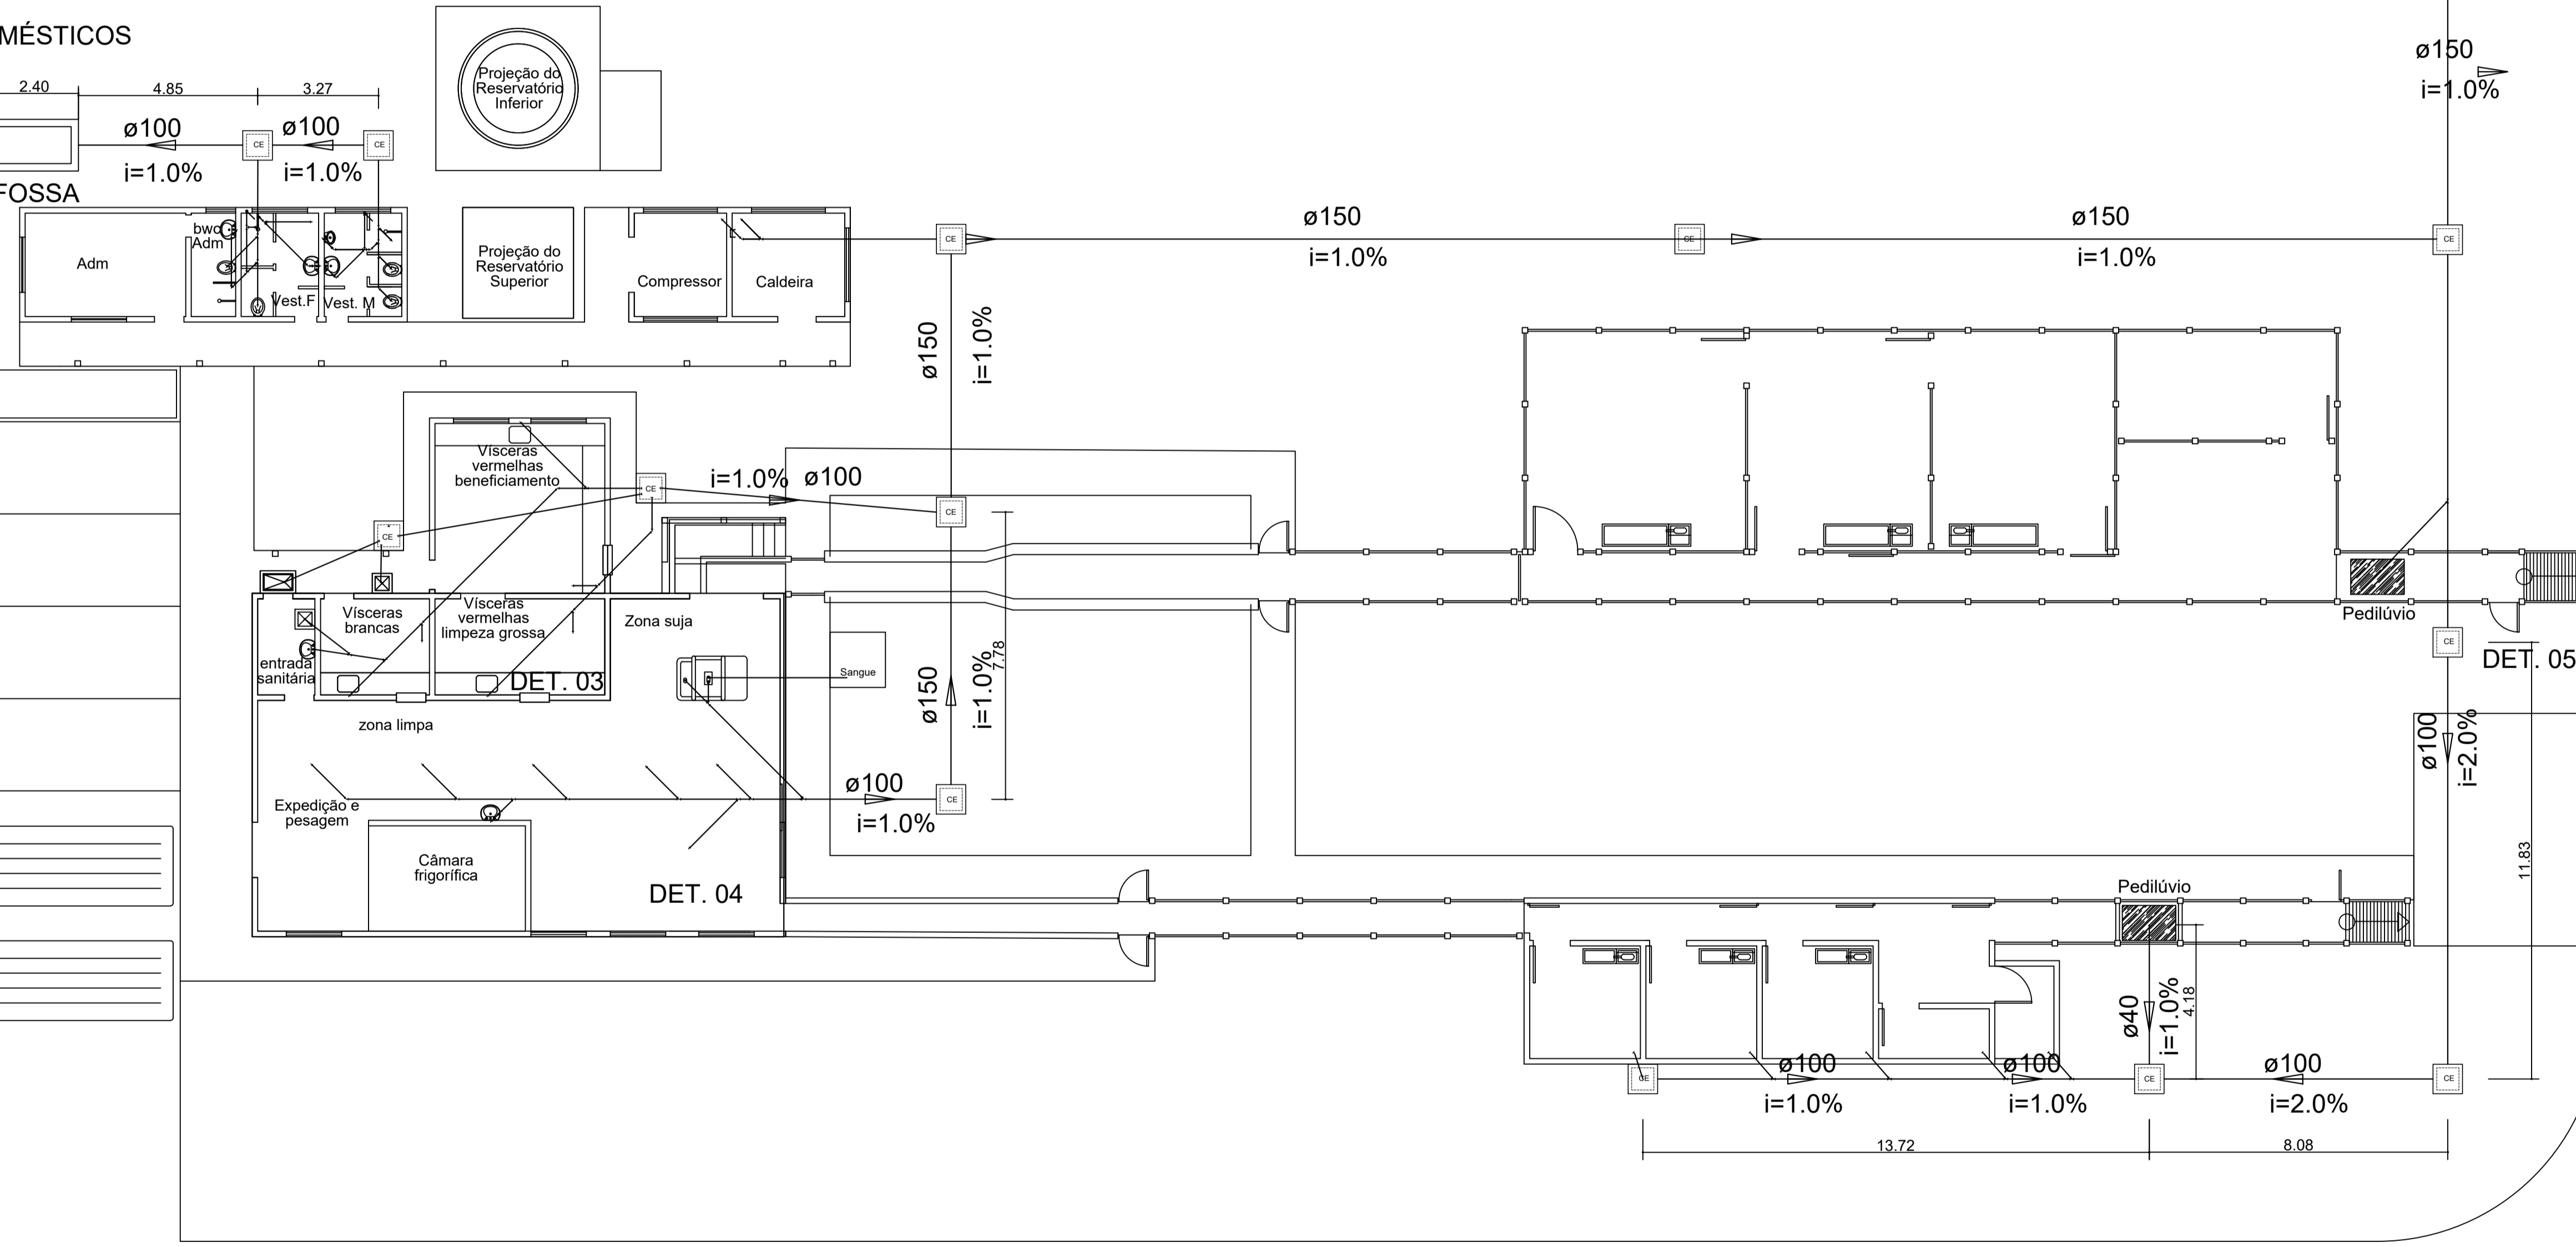 MÉSTICOS
2.40
4.85
3.27
ø100
ø100
CE
CE
i=1.0%
i=1.0%
FOSSA
Projeção do
Reservatório
Inferior
ø150
i=1.0%
Adm
bwc
Adm
Vest.F
Vest. M
Projeção do
Reservatório
Superior
Compressor
Caldeira
CE
ø150
i=1.0%
CE
ø150
i=1.0%
CE
ø150
i=1.0%
Vísceras
vermelhas
beneficiamento
CE
i=1.0%
ø100
CE
CE
Vísceras
brancas
Vísceras
vermelhas
limpeza grossa
Zona suja
entrada
sanitária
DET. 03
Sangue
ø150
i=1.0%
7.78
zona limpa
Expedição e
pesagem
ø100
i=1.0%
CE
Câmara
frigorífica
DET. 04
Pedilúvio
CE
DET. 05
ø100
i=2.0%
11.83
Pedilúvio
ø40
i=1.0%
4.18
CE
ø100
i=1.0%
ø100
i=1.0%
CE
ø100
i=2.0%
CE
13.72
8.08